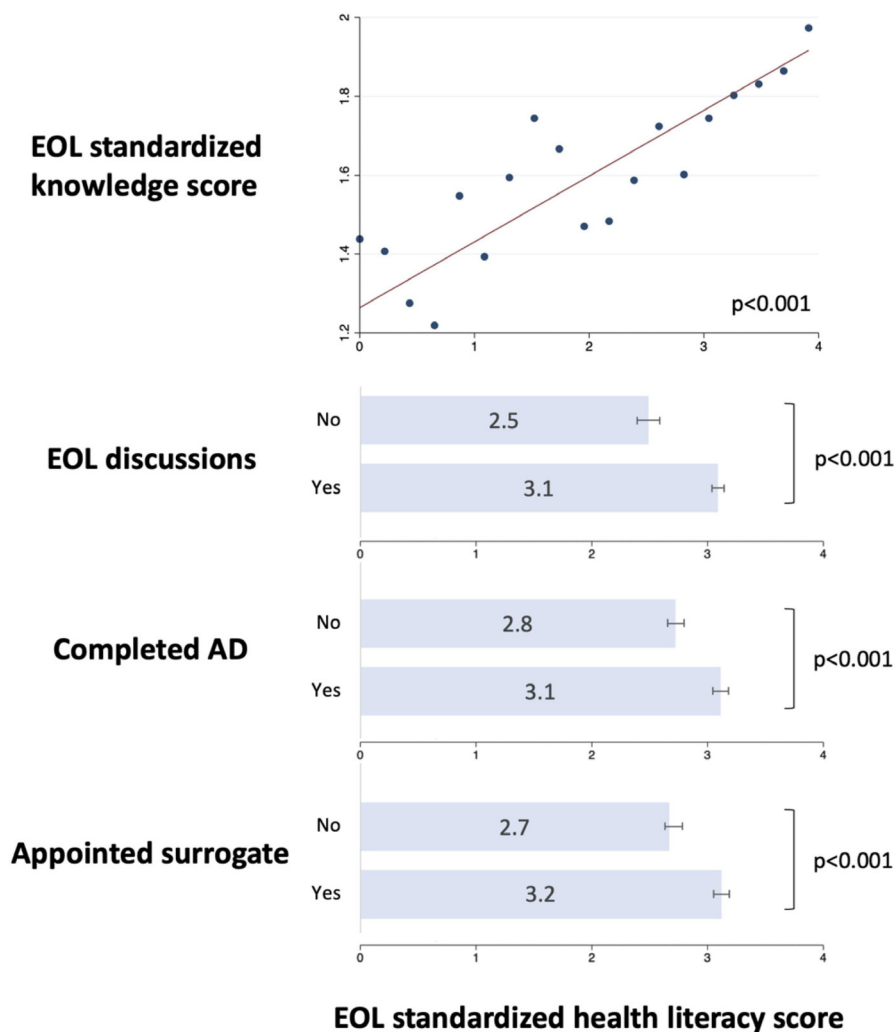 2
1.8
EOL standardized
knowledge score
1.6
1.4
p<0.001
1.2
0 1 2 3 4
No 2.5
EOL discussions p<0.001
Yes 3.1
0 1 2 3 4
No 2.8
Completed AD p<0.001
Yes 3.1
0 1 2 3 4
No 2.7
Appointed surrogate p<0.001
Yes 3.2
0 1 2 3 4
EOL standardized health literacy score